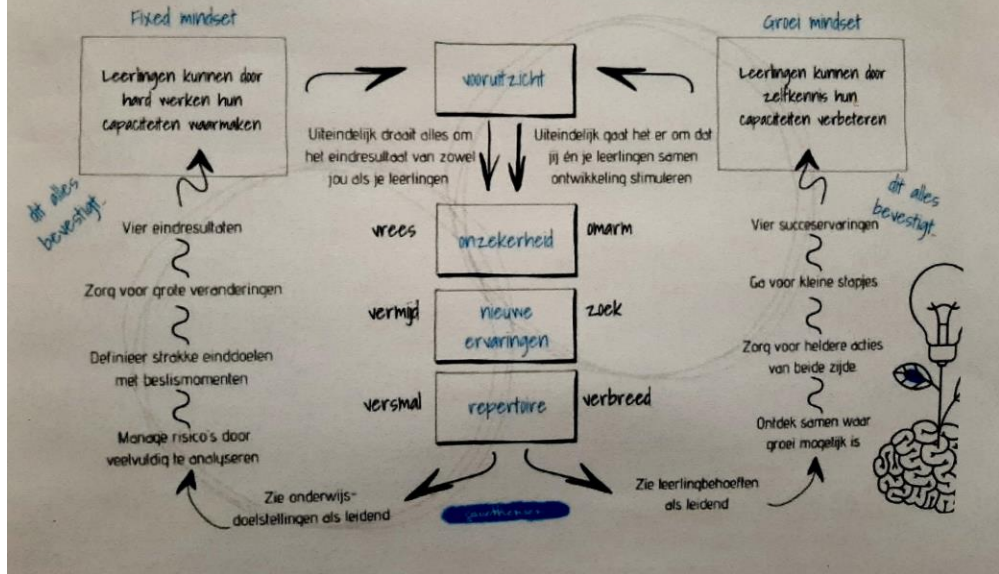 Fixed mindset
Leerlingen kunnen door
hard werken hun
capaciteiten waarmaken
vooruitzicht
Groei mindset
Leerlingen kunnen door
zelfkennis hun
capaciteiten verbeteren
Uiteindelijk draait alles om
het eindresultaat van zowel
jou als je leerlingen
Uiteindelijk gaat het er om dat
jij én je leerlingen samen
ontwikkeling stimuleren
dit alles
bevestigt..
Vier eindresultaten
Zorg voor grote veranderingen
Definieer strakke einddoelen
met beslismomenten
Manage risico's door
veelvuldig te analyseren
Zie onderwijs-
doelstellingen als leidend
vrees
onzekerheid
omarm
vermijd
nieuwe
ervaringen
zoek
versmal
repertoire
verbreed
dit alles
bevestigt..
Vier succeservaringen
Ga voor kleine stapjes
Zorg voor heldere acties
van beide zijde
Ontdek samen waar
groei mogelijk is
Zie leerlingbehoeften
als leidend